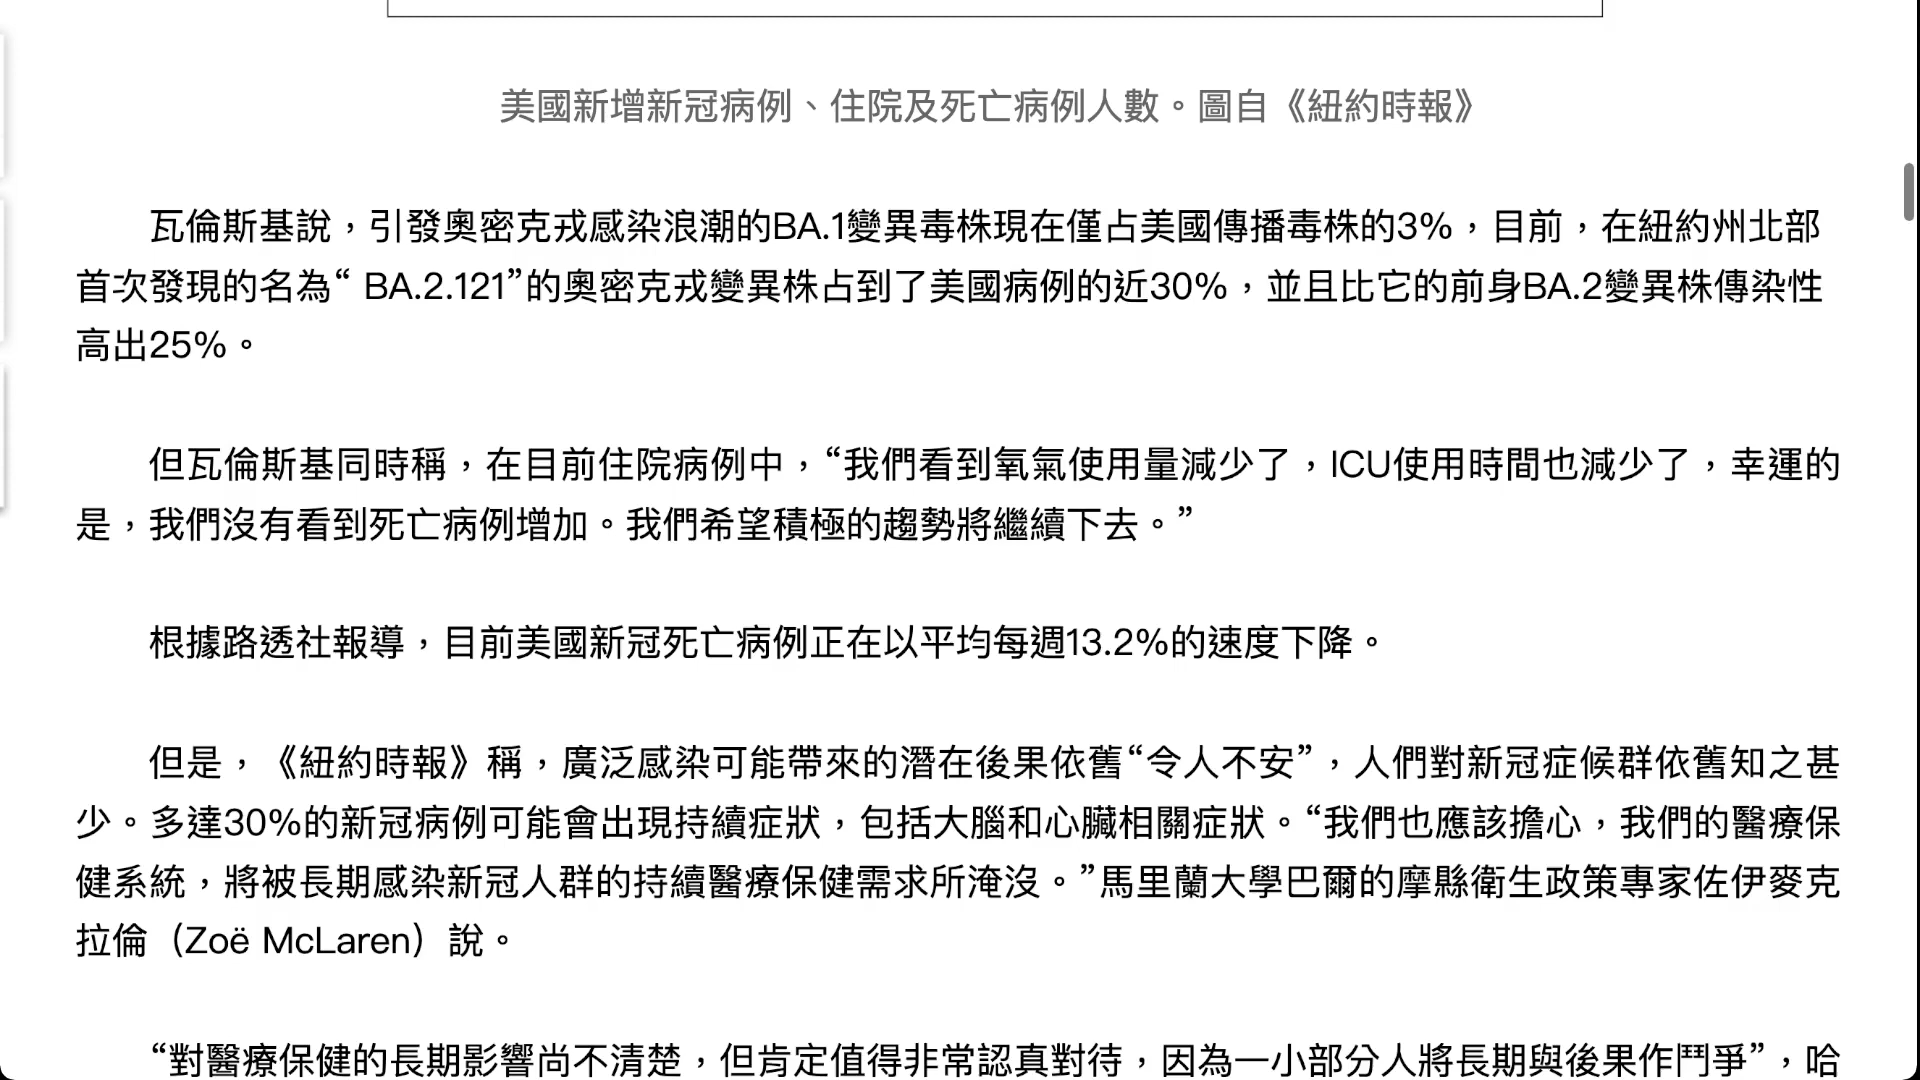 美國新增新冠病例、住院及死亡病例人數。圖自《紐約時報》
瓦倫斯基說，引發奧密克戎感染浪潮的BA.1變異毒株現在僅占美國傳播毒株的3%，目前，在紐約州北部
首次發現的名為“ BA.2.121”的奧密克戎變異株占到了美國病例的近30%，並且比它的前身BA.2變異株傳染性
高出25%。
但瓦倫斯基同時稱，在目前住院病例中，“我們看到氧氣使用量減少了，ICU使用時間也減少了，幸運的
是，我們沒有看到死亡病例增加。我們希望積極的趨勢將繼續下去。”
根據路透社報導，目前美國新冠死亡病例正在以平均每週13.2%的速度下降。
但是，《紐約時報》稱，廣泛感染可能帶來的潛在後果依舊“令人不安”，人們對新冠症候群依舊知之甚
少。多達30%的新冠病例可能會出現持續症狀，包括大腦和心臟相關症狀。“我們也應該擔心，我們的醫療保
健系統，將被長期感染新冠人群的持續醫療保健需求所淹沒。”馬里蘭大學巴爾的摩縣衛生政策專家佐伊麥克
拉倫（Zoë McLaren）說。
“對醫療保健的長期影響尚不清楚，但肯定值得非常認真對待，因為一小部分人將長期與後果作鬥爭”，哈